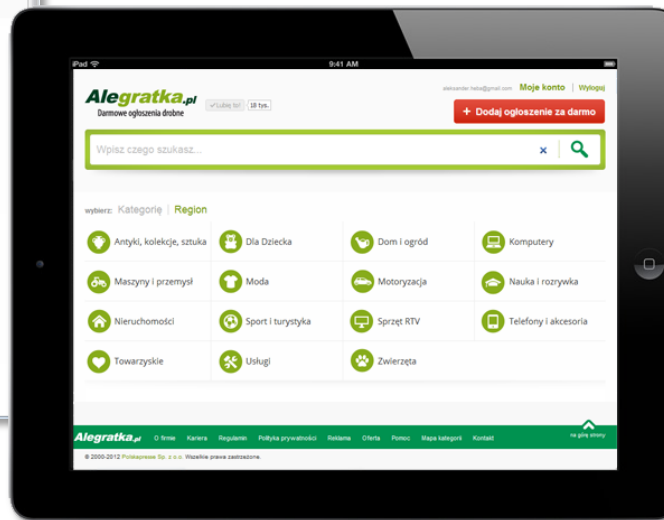 iPad 9:41 AM
Alegratka.pl
Darmowe ogłoszenia drobne
Lubię to! 18 tys.
Moje konto | Wyloguj
+ Dodaj ogłoszenie za darmo
Wpisz czego szukasz...
wybierz: Kategorię | Region
Antyki, kolekcje, sztuka Dla Dziecka Dom i ogród Komputery
Maszyny i przemysł Moda Motoryzacja Nauka i rozrywka
Nieruchomości Sport i turystyka Sprzęt RTV Telefony i akcesoria
Towarzyskie Usługi Zwierzęta
Alegratka.pl O firmie Kariera Regulamin Polityka prywatności Reklama Oferta Pomoc Mapa kategorii Kontakt na górę strony
© 2000-2012 Polskapresse Sp. z o.o. Wszelkie prawa zastrzeżone.